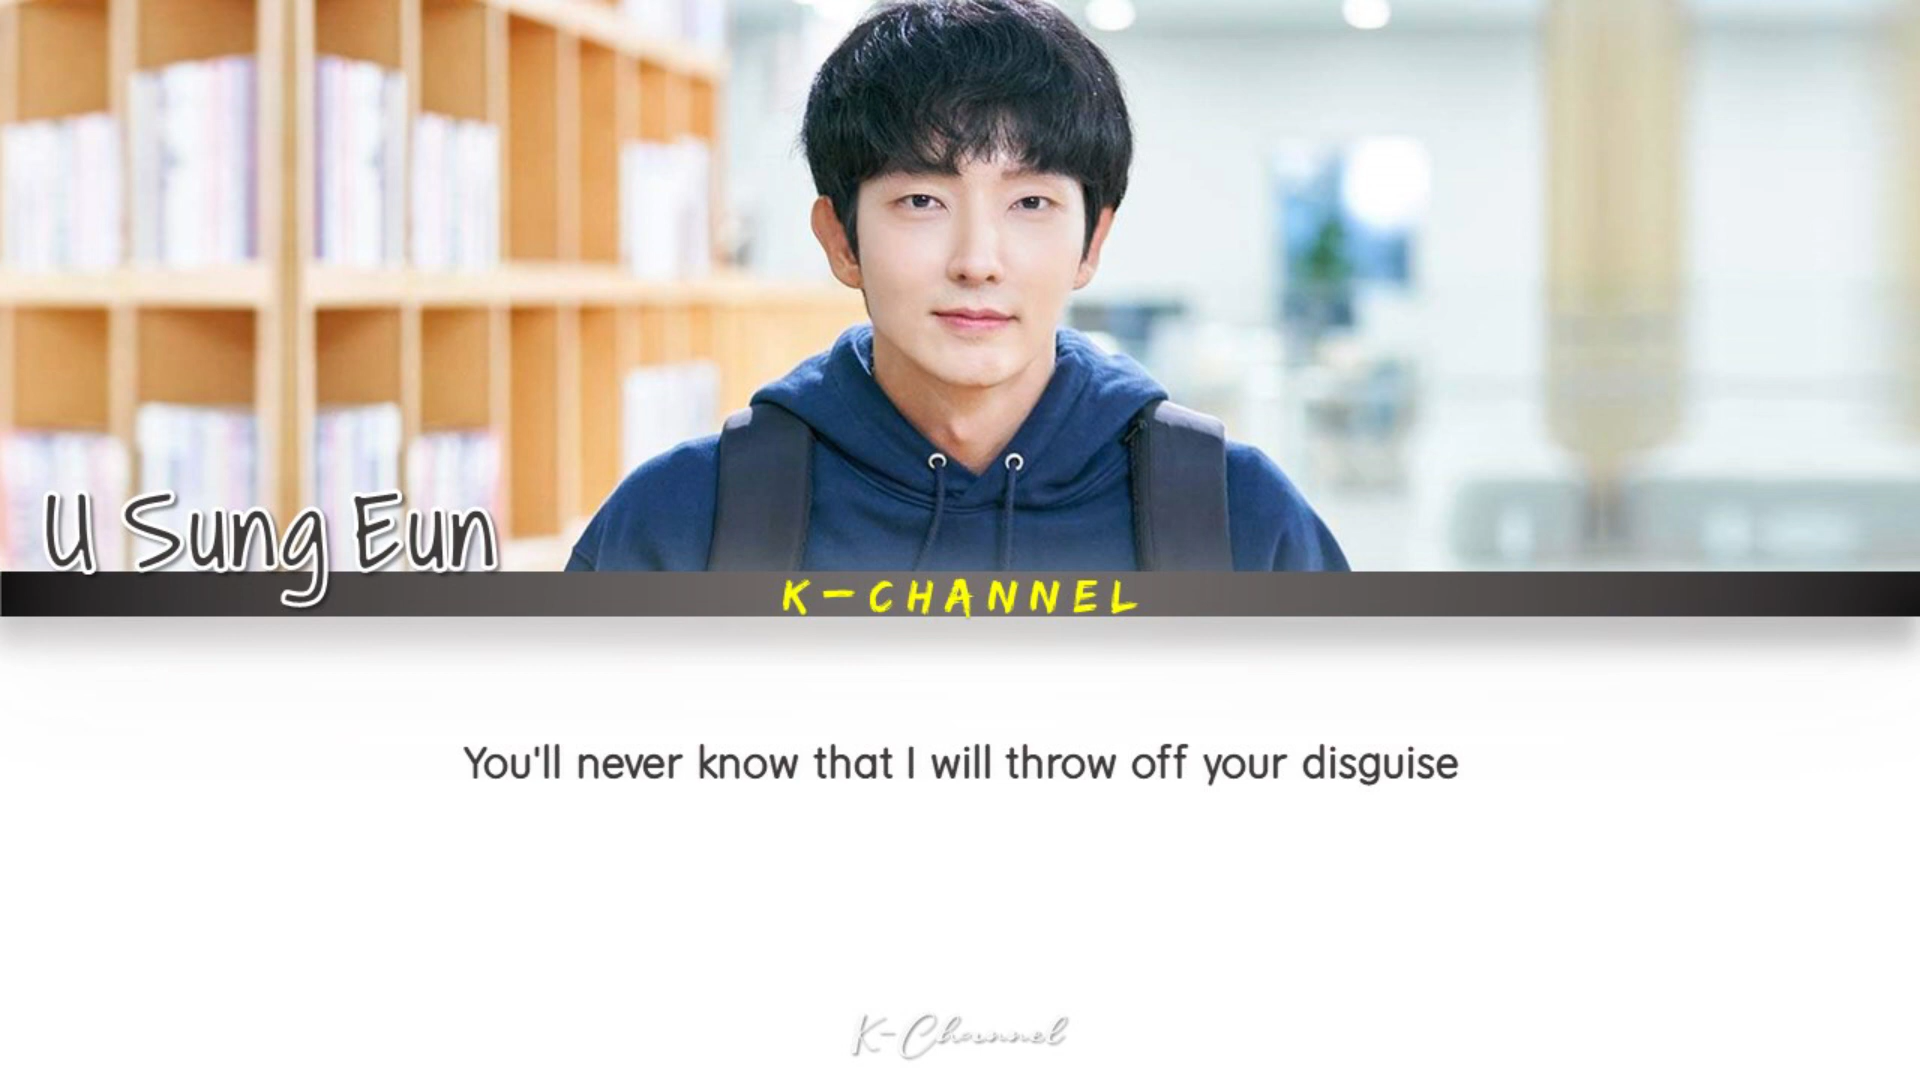 U Sung Eun
K-CHANNEL
You'll never know that I will throw off your disguise
K-Channel